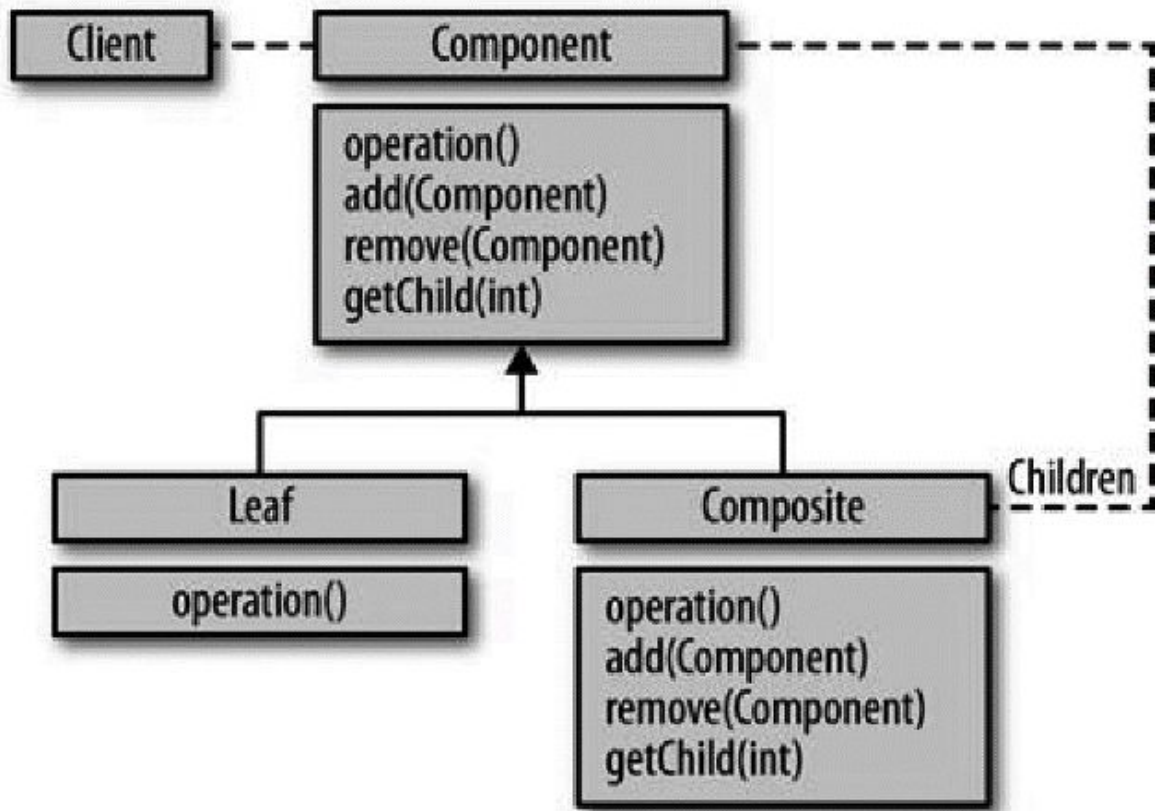 Client
Component
operation()
add(Component)
remove(Component)
getChild(int)
Leaf
operation()
Composite
Children
operation()
add(Component)
remove(Component)
getChild(int)